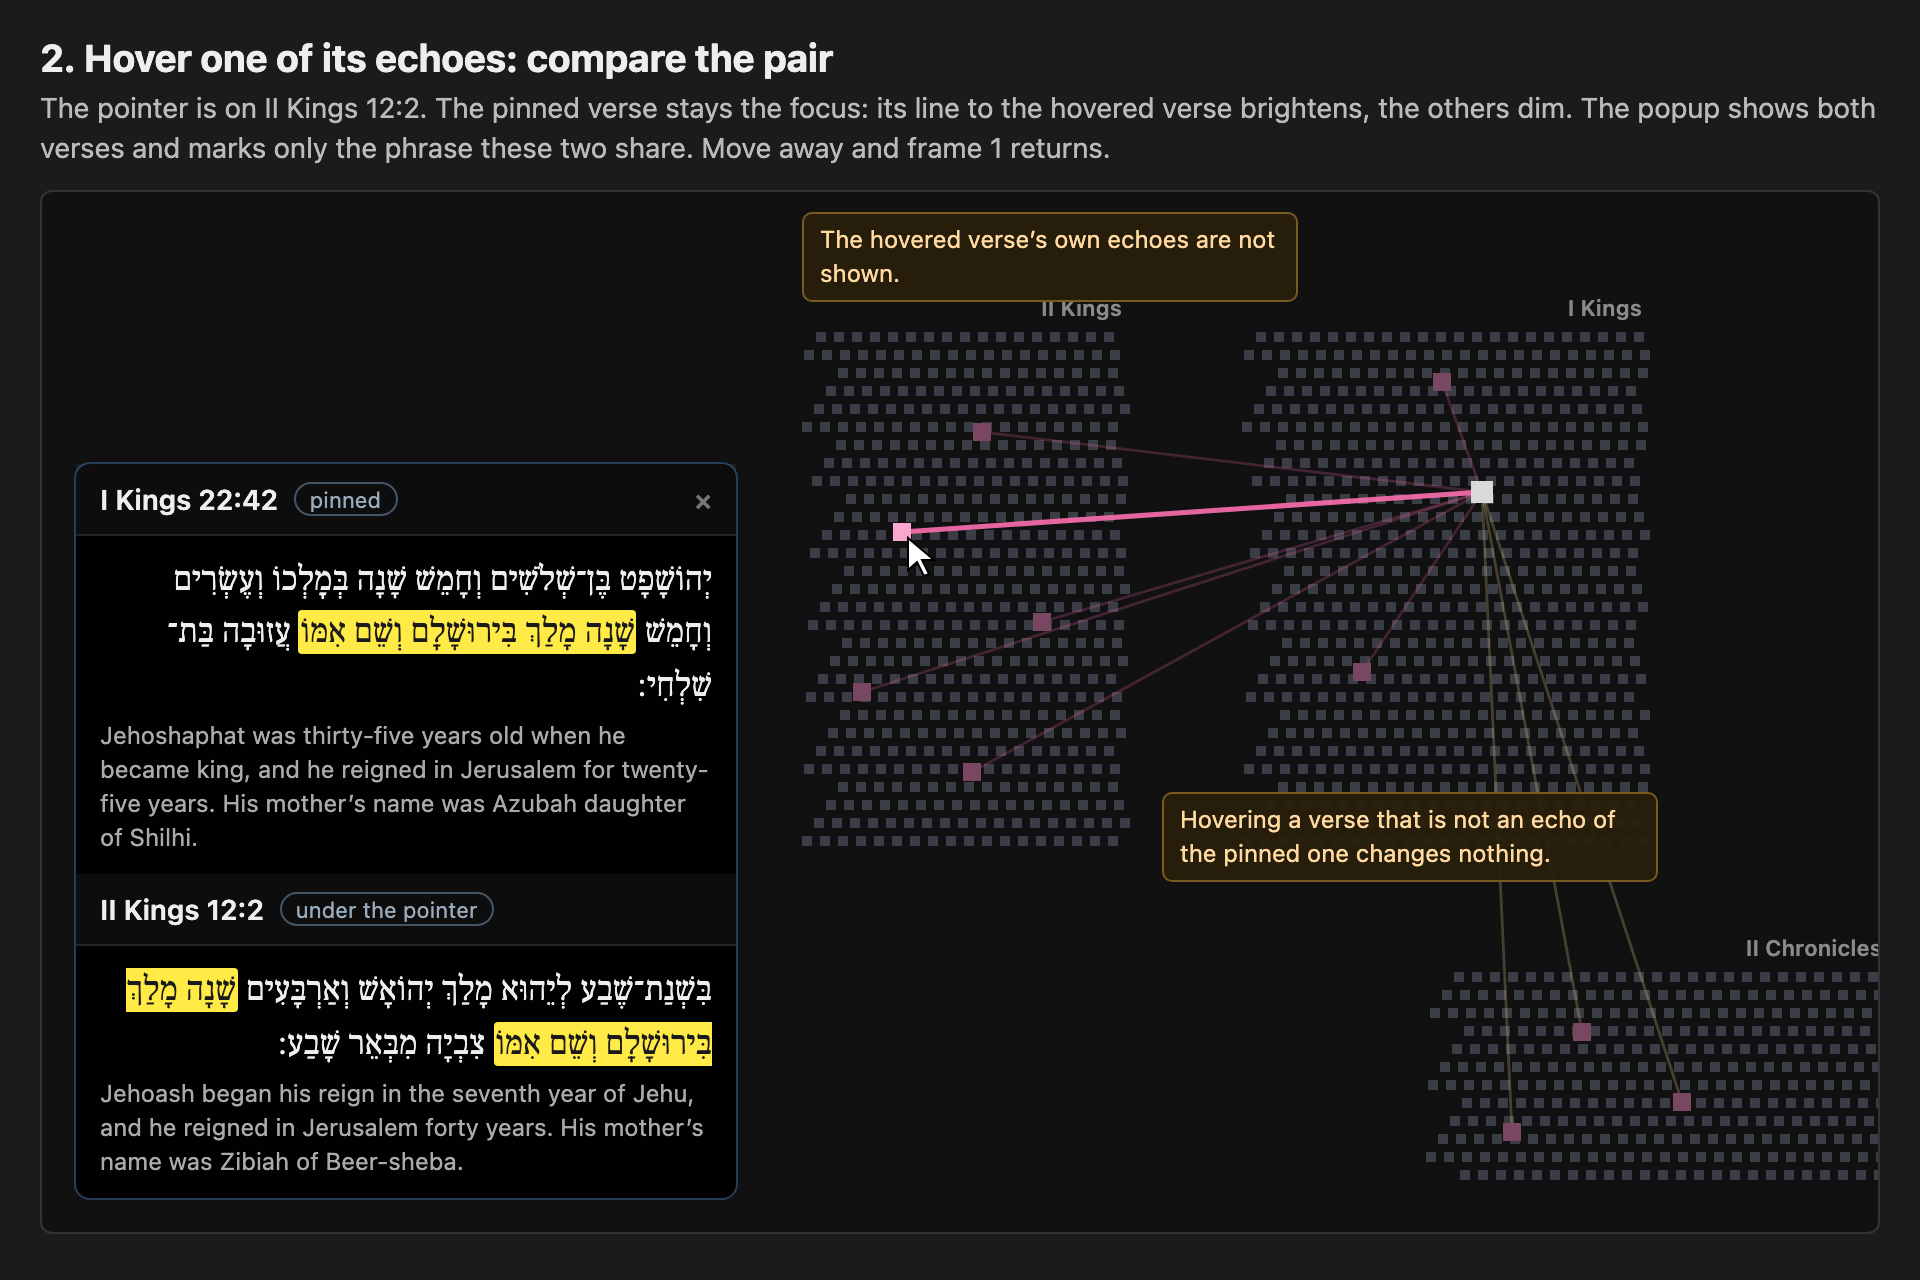 2. Hover one of its echoes: compare the pair
The pointer is on II Kings 12:2. The pinned verse stays the focus: its line to the hovered verse brightens, the others dim. The popup shows both
verses and marks only the phrase these two share. Move away and frame 1 returns.
The hovered verse’s own echoes are not
shown.
II Kings
I Kings
I Kings 22:42 pinned ×
יְהוֹשָׁפָט בֶּן־שְׁלֹשִׁים וְחָמֵשׁ שָׁנָה בְּמָלְכוֹ וְעֶשְׂרִים
וְחָמֵשׁ שָׁנָה מָלַךְ בִּירוּשָׁלָ͏ִם וְשֵׁם אִמּוֹ עֲזוּבָה בַּת־
שִׁלְחִי׃
Jehoshaphat was thirty-five years old when he
became king, and he reigned in Jerusalem for twenty-
five years. His mother’s name was Azubah daughter
of Shilhi.
II Kings 12:2 under the pointer
בִּשְׁנַת־שֶׁבַע לְיֵהוּא מָלַךְ יְהוֹאָשׁ וְאַרְבָּעִים שָׁנָה מָלַךְ
בִּירוּשָׁלָ͏ִם וְשֵׁם אִמּוֹ צִבְיָה מִבְּאֵר שָׁבַע׃
Jehoash began his reign in the seventh year of Jehu,
and he reigned in Jerusalem forty years. His mother’s
name was Zibiah of Beer-sheba.
Hovering a verse that is not an echo of
the pinned one changes nothing.
II Chronicles